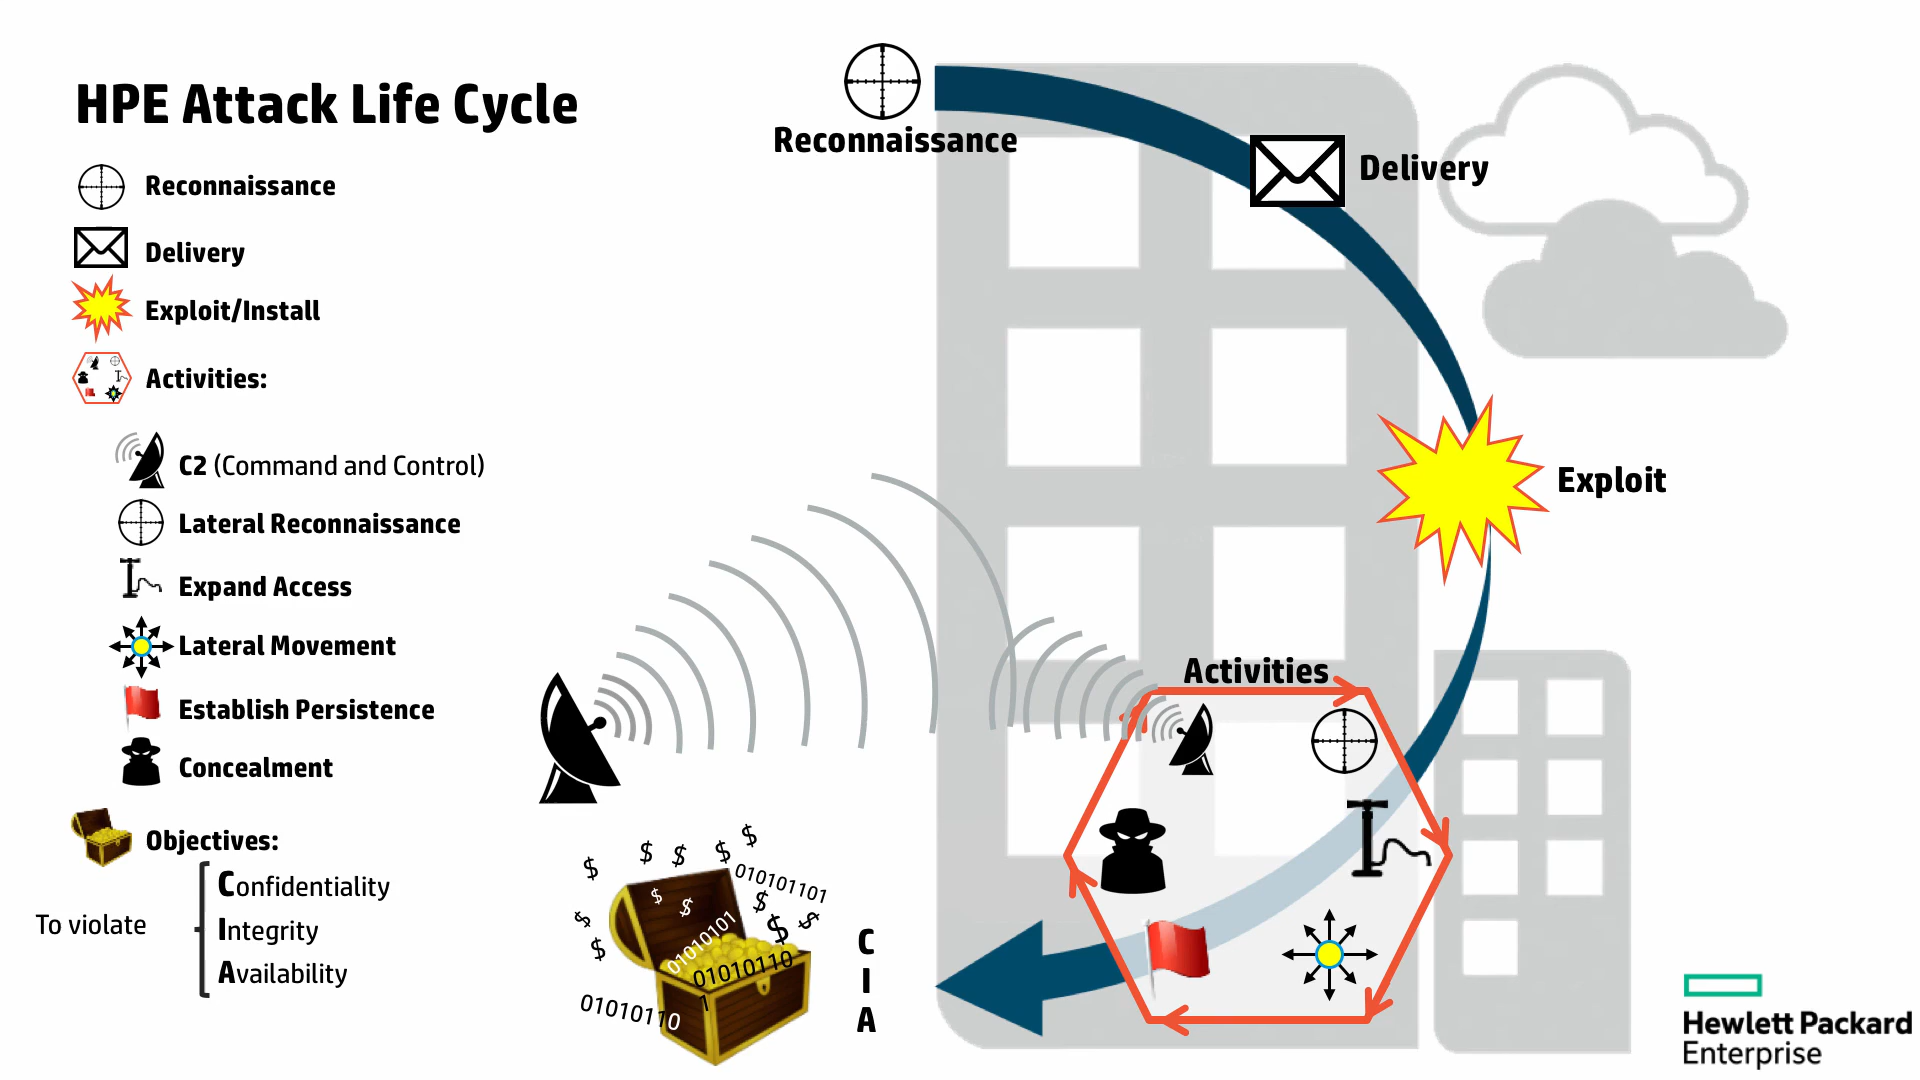 HPE Attack Life Cycle
Reconnaissance
Delivery
Exploit/Install
Activities:
C2 (Command and Control)
Lateral Reconnaissance
Expand Access
Lateral Movement
Establish Persistence
Concealment
Objectives:
To violate
Confidentiality
Integrity
Availability
Reconnaissance
Delivery
Exploit
Activities
$ $ $ $ $
010101101
$ $ $ $ $
$ $
01010101
01010110
1
01010110
C
I
A
Hewlett Packard
Enterprise